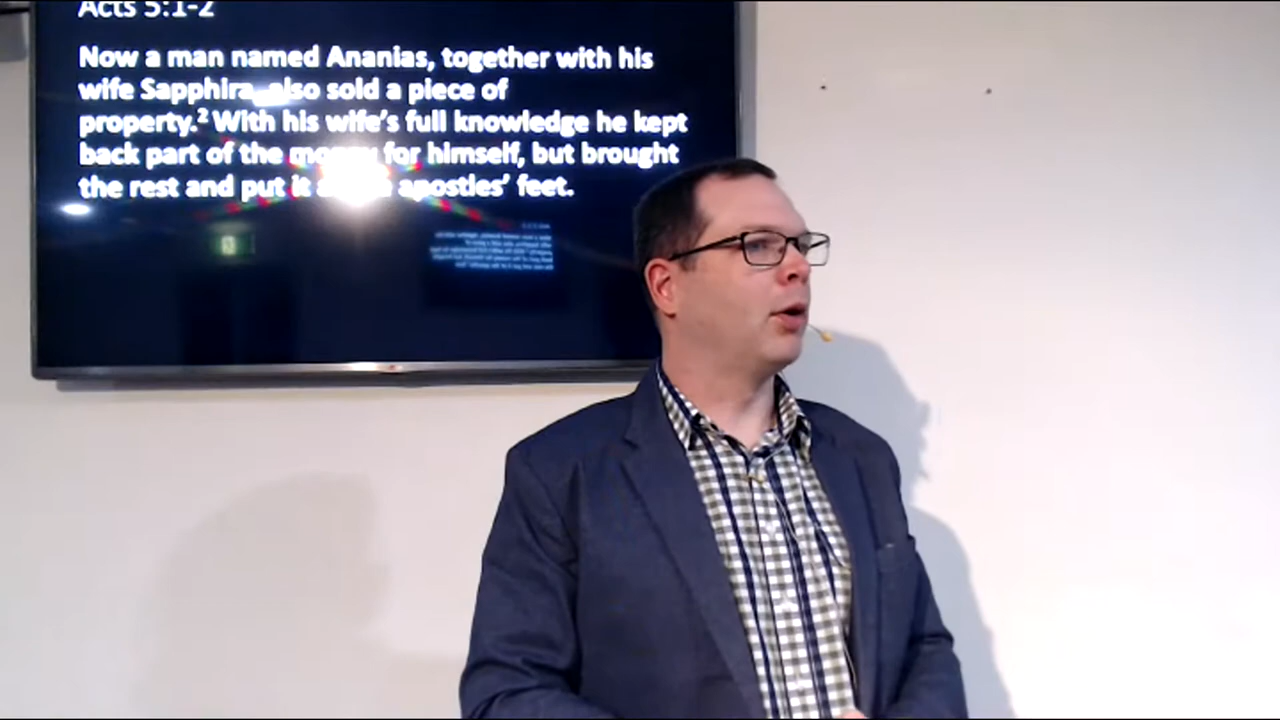 Acts 5:1-2
Now a man named Ananias, together with his
wife Sapphira, also sold a piece of
property.² With his wife's full knowledge he kept
back part of the money for himself, but brought
the rest and put it apostles' feet.